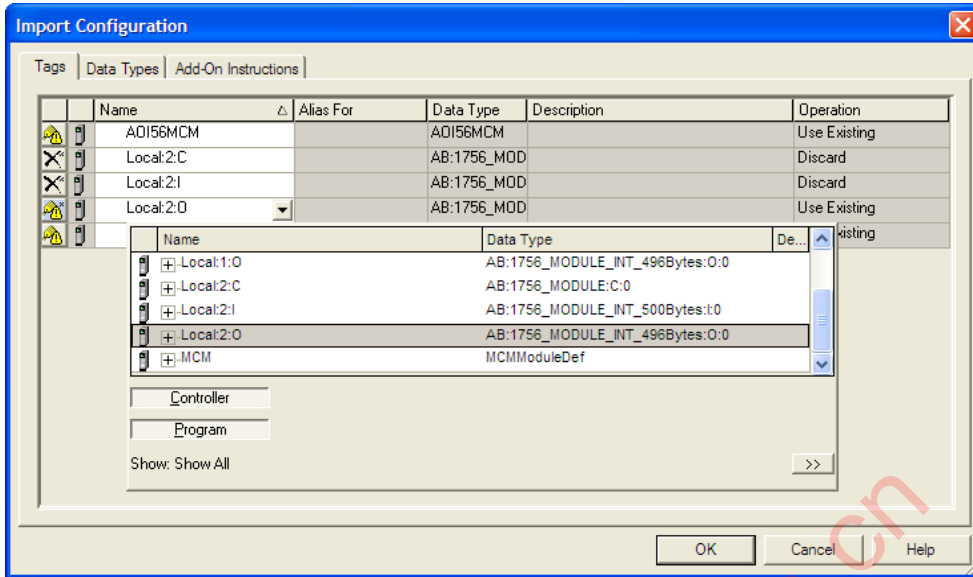 Import Configuration
Tags Data Types Add-On Instructions
Name Alias For Data Type Description Operation
AOI56MCM AOI56MCM Use Existing
Local:2:C AB:1756_MOD Discard
Local:2:I AB:1756_MOD Discard
Local:2:O AB:1756_MOD Use Existing
Name Data Type De... xisting
Local:1:O AB:1756_MODULE_INT_496Bytes:O:0
Local:2:C AB:1756_MODULE:C:0
Local:2:I AB:1756_MODULE_INT_500Bytes:I:0
Local:2:O AB:1756_MODULE_INT_496Bytes:O:0
MCM MCMModuleDef
Controller
Program
Show: Show All >>
OK Cancel Help
cn